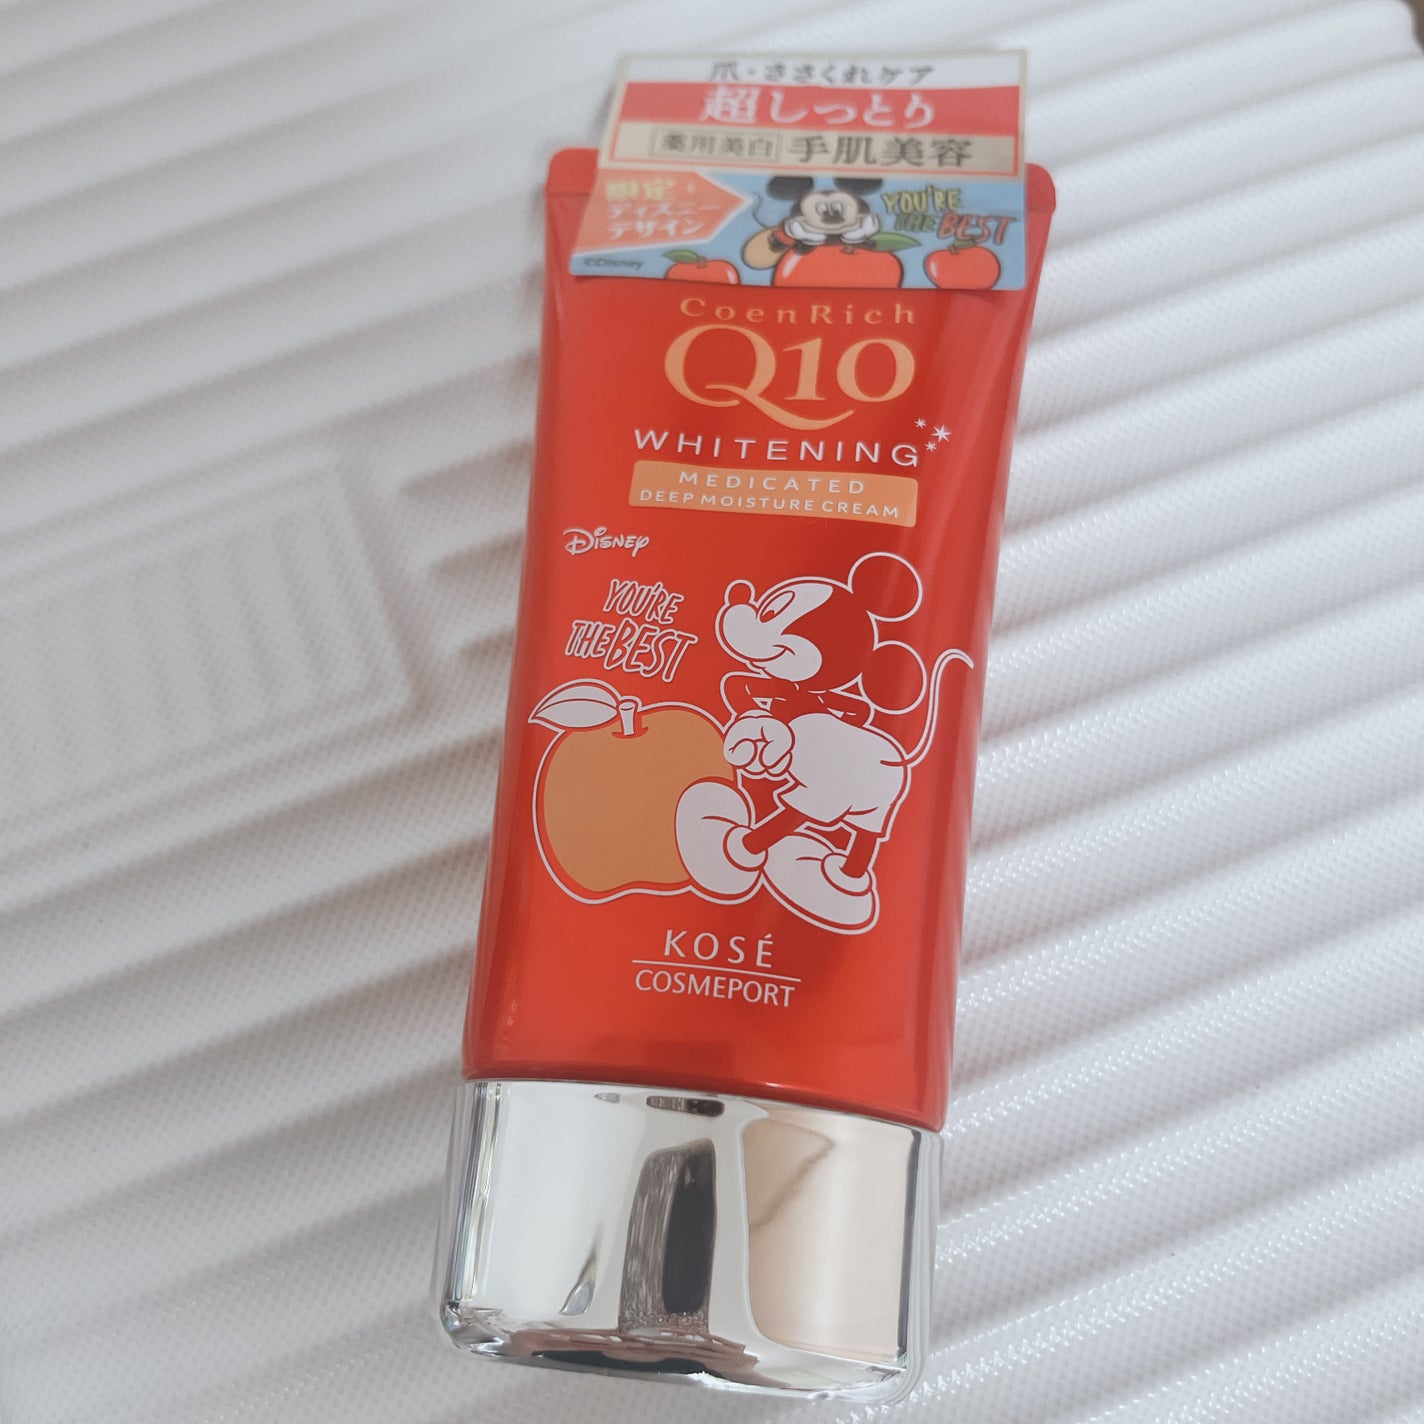 爪・ささくれケア
超しっとり
薬用美白 手肌美容
限定
ディズニー
デザイン
©Disney
YOU'RE
THE BEST
CoenRich
Q10
WHITENING
MEDICATED
DEEP MOISTURE CREAM
Disney
YOU'RE
THE BEST
KOSÉ
COSMEPORT